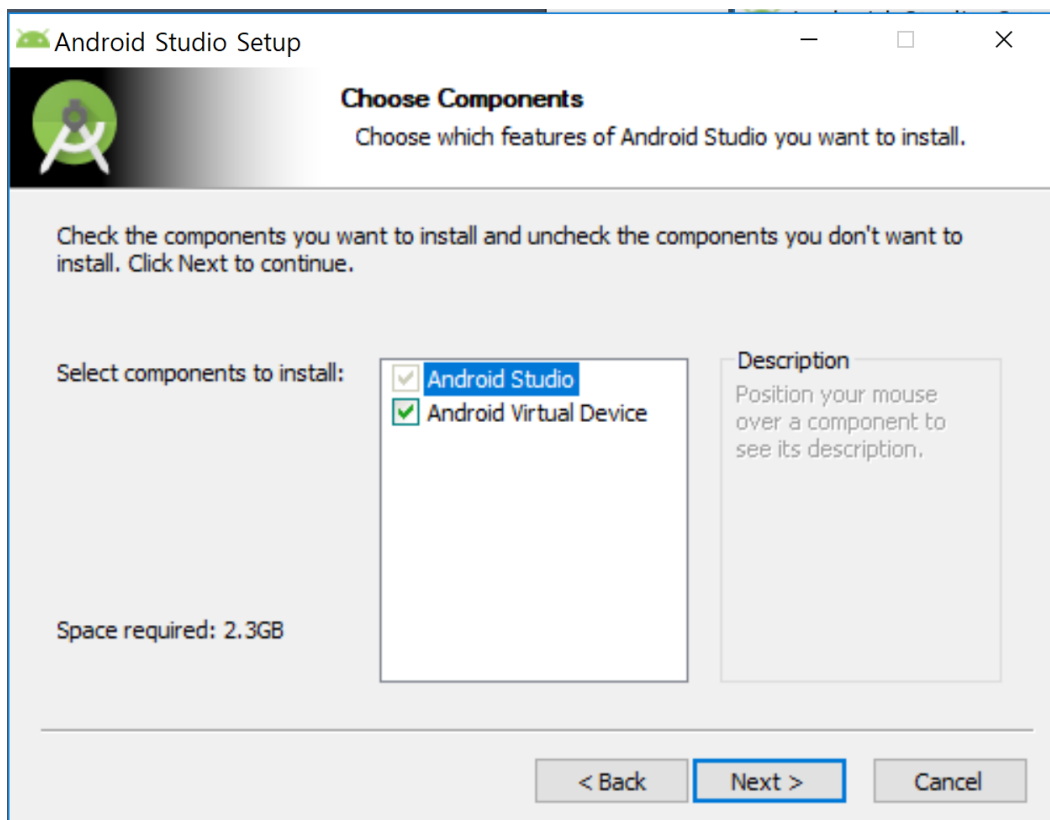 Android Studio Setup
Choose Components
Choose which features of Android Studio you want to install.
Check the components you want to install and uncheck the components you don't want to
install. Click Next to continue.
Select components to install:
Android Studio
Android Virtual Device
Description
Position your mouse
over a component to
see its description.
Space required: 2.3GB
< Back
Next >
Cancel